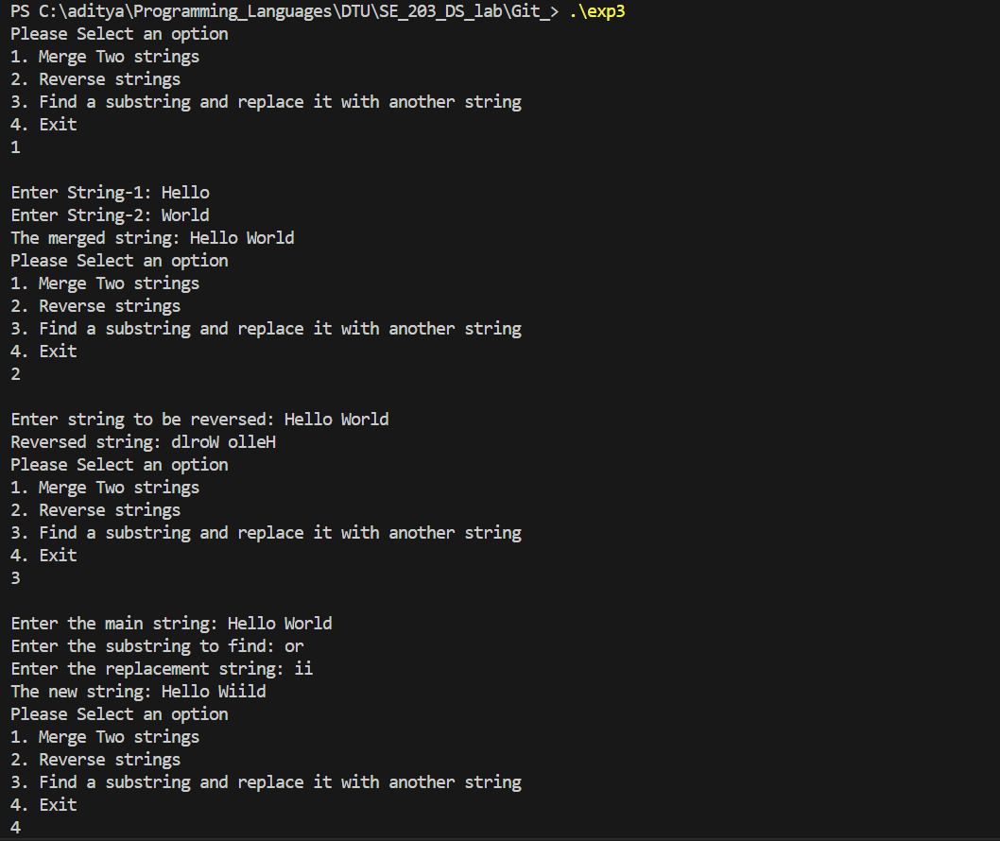 PS C:\aditya\Programming_Languages\DTU\SE_203_DS_lab\Git_> .\exp3
Please Select an option
1. Merge Two strings
2. Reverse strings
3. Find a substring and replace it with another string
4. Exit
1

Enter String-1: Hello
Enter String-2: World
The merged string: Hello World
Please Select an option
1. Merge Two strings
2. Reverse strings
3. Find a substring and replace it with another string
4. Exit
2

Enter string to be reversed: Hello World
Reversed string: dlroW olleH
Please Select an option
1. Merge Two strings
2. Reverse strings
3. Find a substring and replace it with another string
4. Exit
3

Enter the main string: Hello World
Enter the substring to find: or
Enter the replacement string: ii
The new string: Hello Wiild
Please Select an option
1. Merge Two strings
2. Reverse strings
3. Find a substring and replace it with another string
4. Exit
4